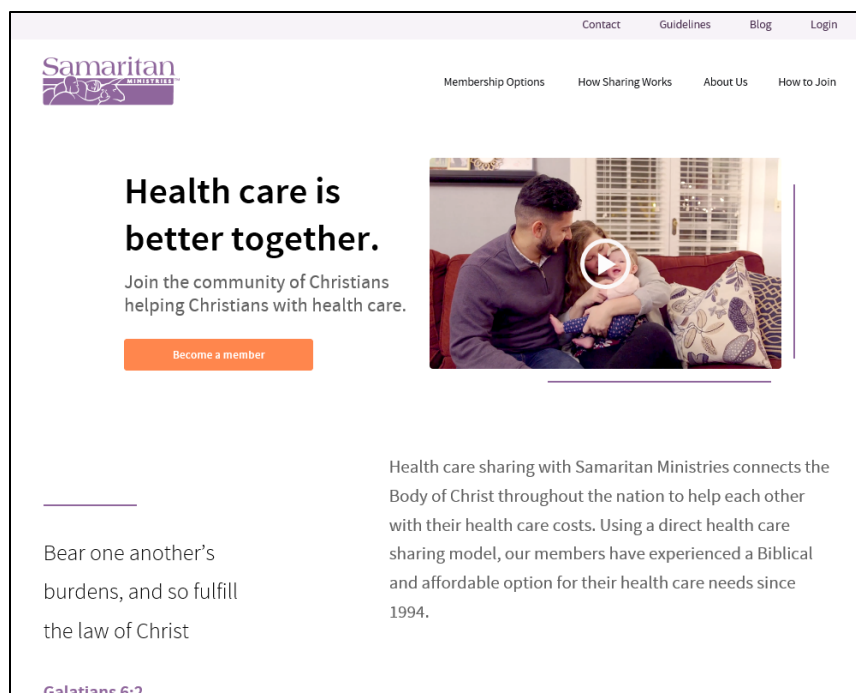 Contact Guidelines Blog Login
Samaritan
MINISTRIES
Membership Options How Sharing Works About Us How to Join
Health care is
better together.
Join the community of Christians
helping Christians with health care.
Become a member
Health care sharing with Samaritan Ministries connects the
Body of Christ throughout the nation to help each other
with their health care costs. Using a direct health care
sharing model, our members have experienced a Biblical
and affordable option for their health care needs since
1994.
Bear one another’s
burdens, and so fulfill
the law of Christ
Galatians 6:2